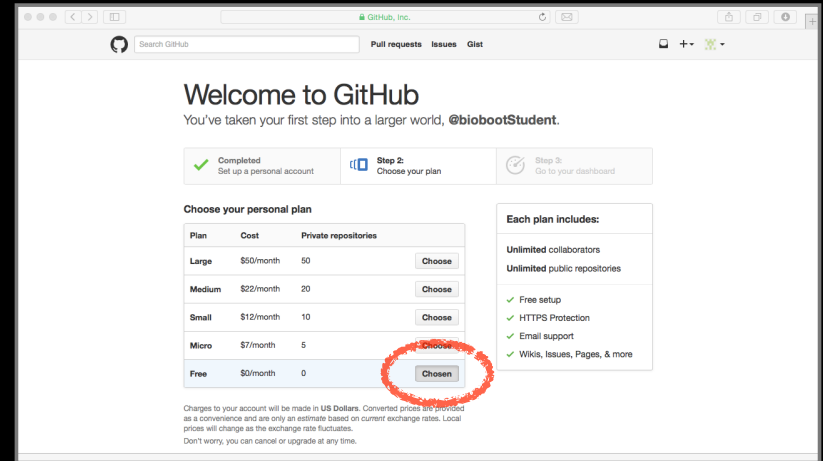 GitHub, Inc.
Search GitHub
Pull requests Issues Gist
Welcome to GitHub
You've taken your first step into a larger world, @biobootStudent.
Completed
Set up a personal account
Step 2:
Choose your plan
Step 3:
Go to your dashboard
Choose your personal plan
Plan Cost Private repositories
Large $50/month 50 Choose
Medium $22/month 20 Choose
Small $12/month 10 Choose
Micro $7/month 5 Choose
Free $0/month 0 Chosen
Charges to your account will be made in US Dollars. Converted prices are provided
as a convenience and are only an estimate based on current exchange rates. Local
prices will change as the exchange rate fluctuates.
Don't worry, you can cancel or upgrade at any time.
Each plan includes:
Unlimited collaborators
Unlimited public repositories
Free setup
HTTPS Protection
Email support
Wikis, Issues, Pages, & more